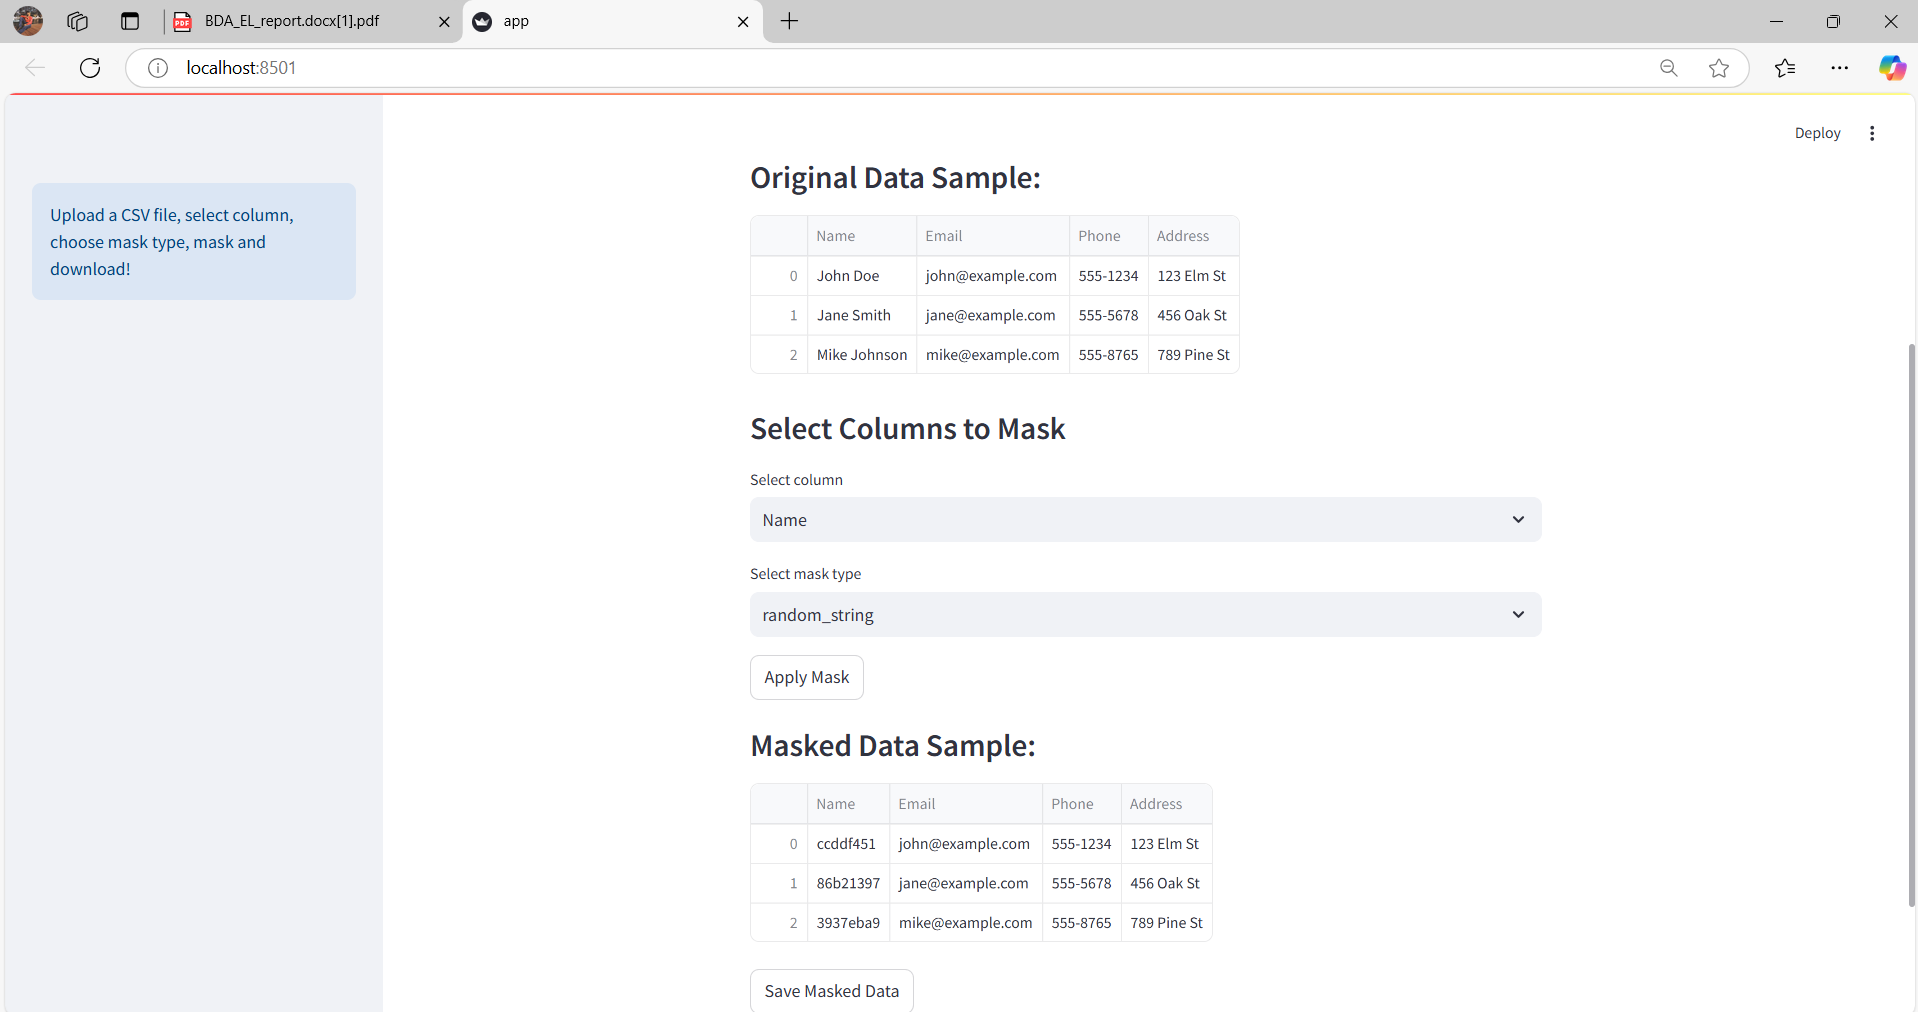 BDA_EL_report.docx[1].pdf
app
localhost:8501
Deploy
Upload a CSV file, select column,
choose mask type, mask and
download!
Original Data Sample:
Name Email Phone Address
0 John Doe john@example.com 555-1234 123 Elm St
1 Jane Smith jane@example.com 555-5678 456 Oak St
2 Mike Johnson mike@example.com 555-8765 789 Pine St
Select Columns to Mask
Select column
Name
Select mask type
random_string
Apply Mask
Masked Data Sample:
Name Email Phone Address
0 ccddf451 john@example.com 555-1234 123 Elm St
1 86b21397 jane@example.com 555-5678 456 Oak St
2 3937eba9 mike@example.com 555-8765 789 Pine St
Save Masked Data